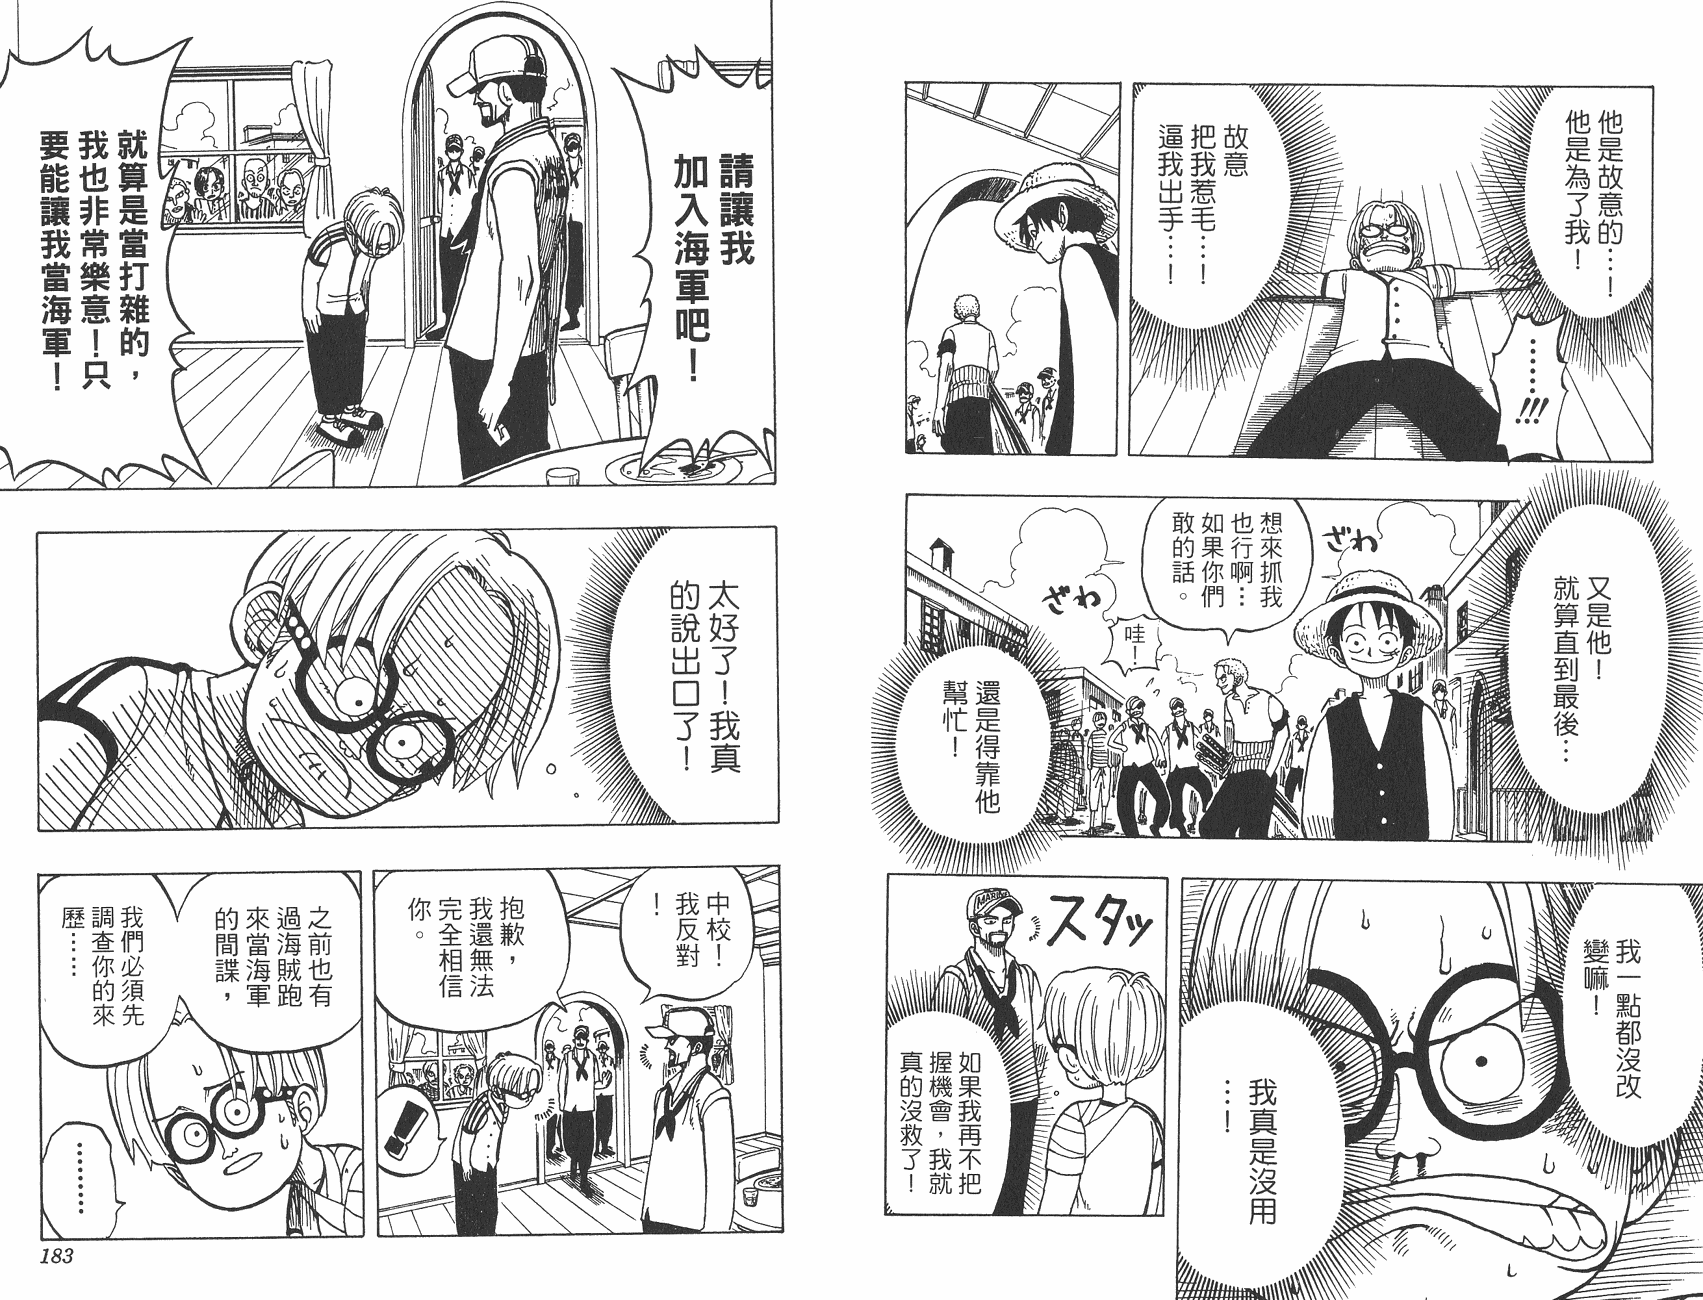 他是故意的…！
他是為了我！
……!!!
故意
把我惹毛…！
逼我出手…！
又是他！
就算直到最後…
ざわ
想來抓我
也行啊…
如果你們
敢的話。
ざわ
哇！
還是得靠他
幫忙！
我一點都沒改
變嘛！
我真是沒用
…！
スタッ
MARINE
如果我再不把
握機會，我就
真的沒救了！
請讓我
加入海軍吧！
就算是當打雜的，
我也非常樂意！只
要能讓我當海軍！
太好了！我真
的說出口了！
中校！
我反對
！
抱歉，
我還無法
完全相信
你。
！
之前也有
過海賊跑
來當海軍
的間諜，
我們必須先
調查你的來
歷……
………
183